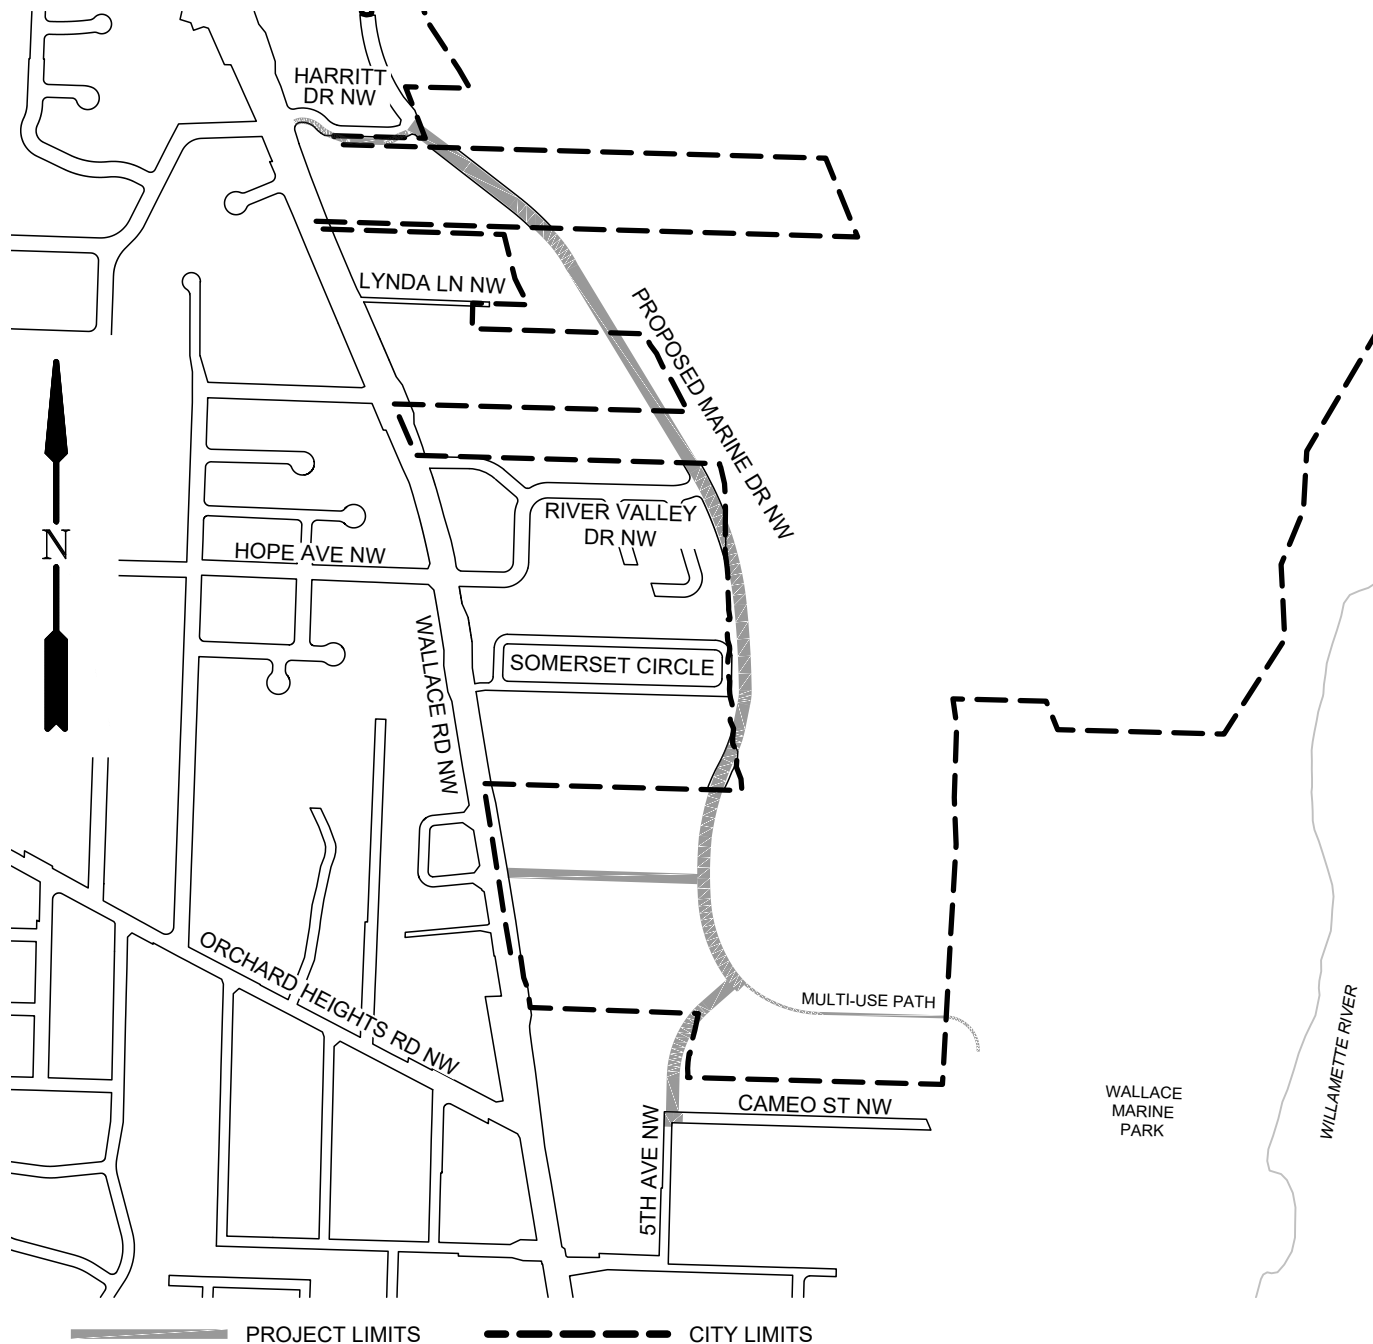 HARRITT
DR NW
LYNDA LN NW
PROPOSED MARINE DR NW
N
RIVER VALLEY
DR NW
HOPE AVE NW
WALLACE RD NW
SOMERSET CIRCLE
ORCHARD HEIGHTS RD NW
MULTI-USE PATH
WILLAMETTE RIVER
WALLACE
MARINE
PARK
CAMEO ST NW
5TH AVE NW
PROJECT LIMITS
CITY LIMITS